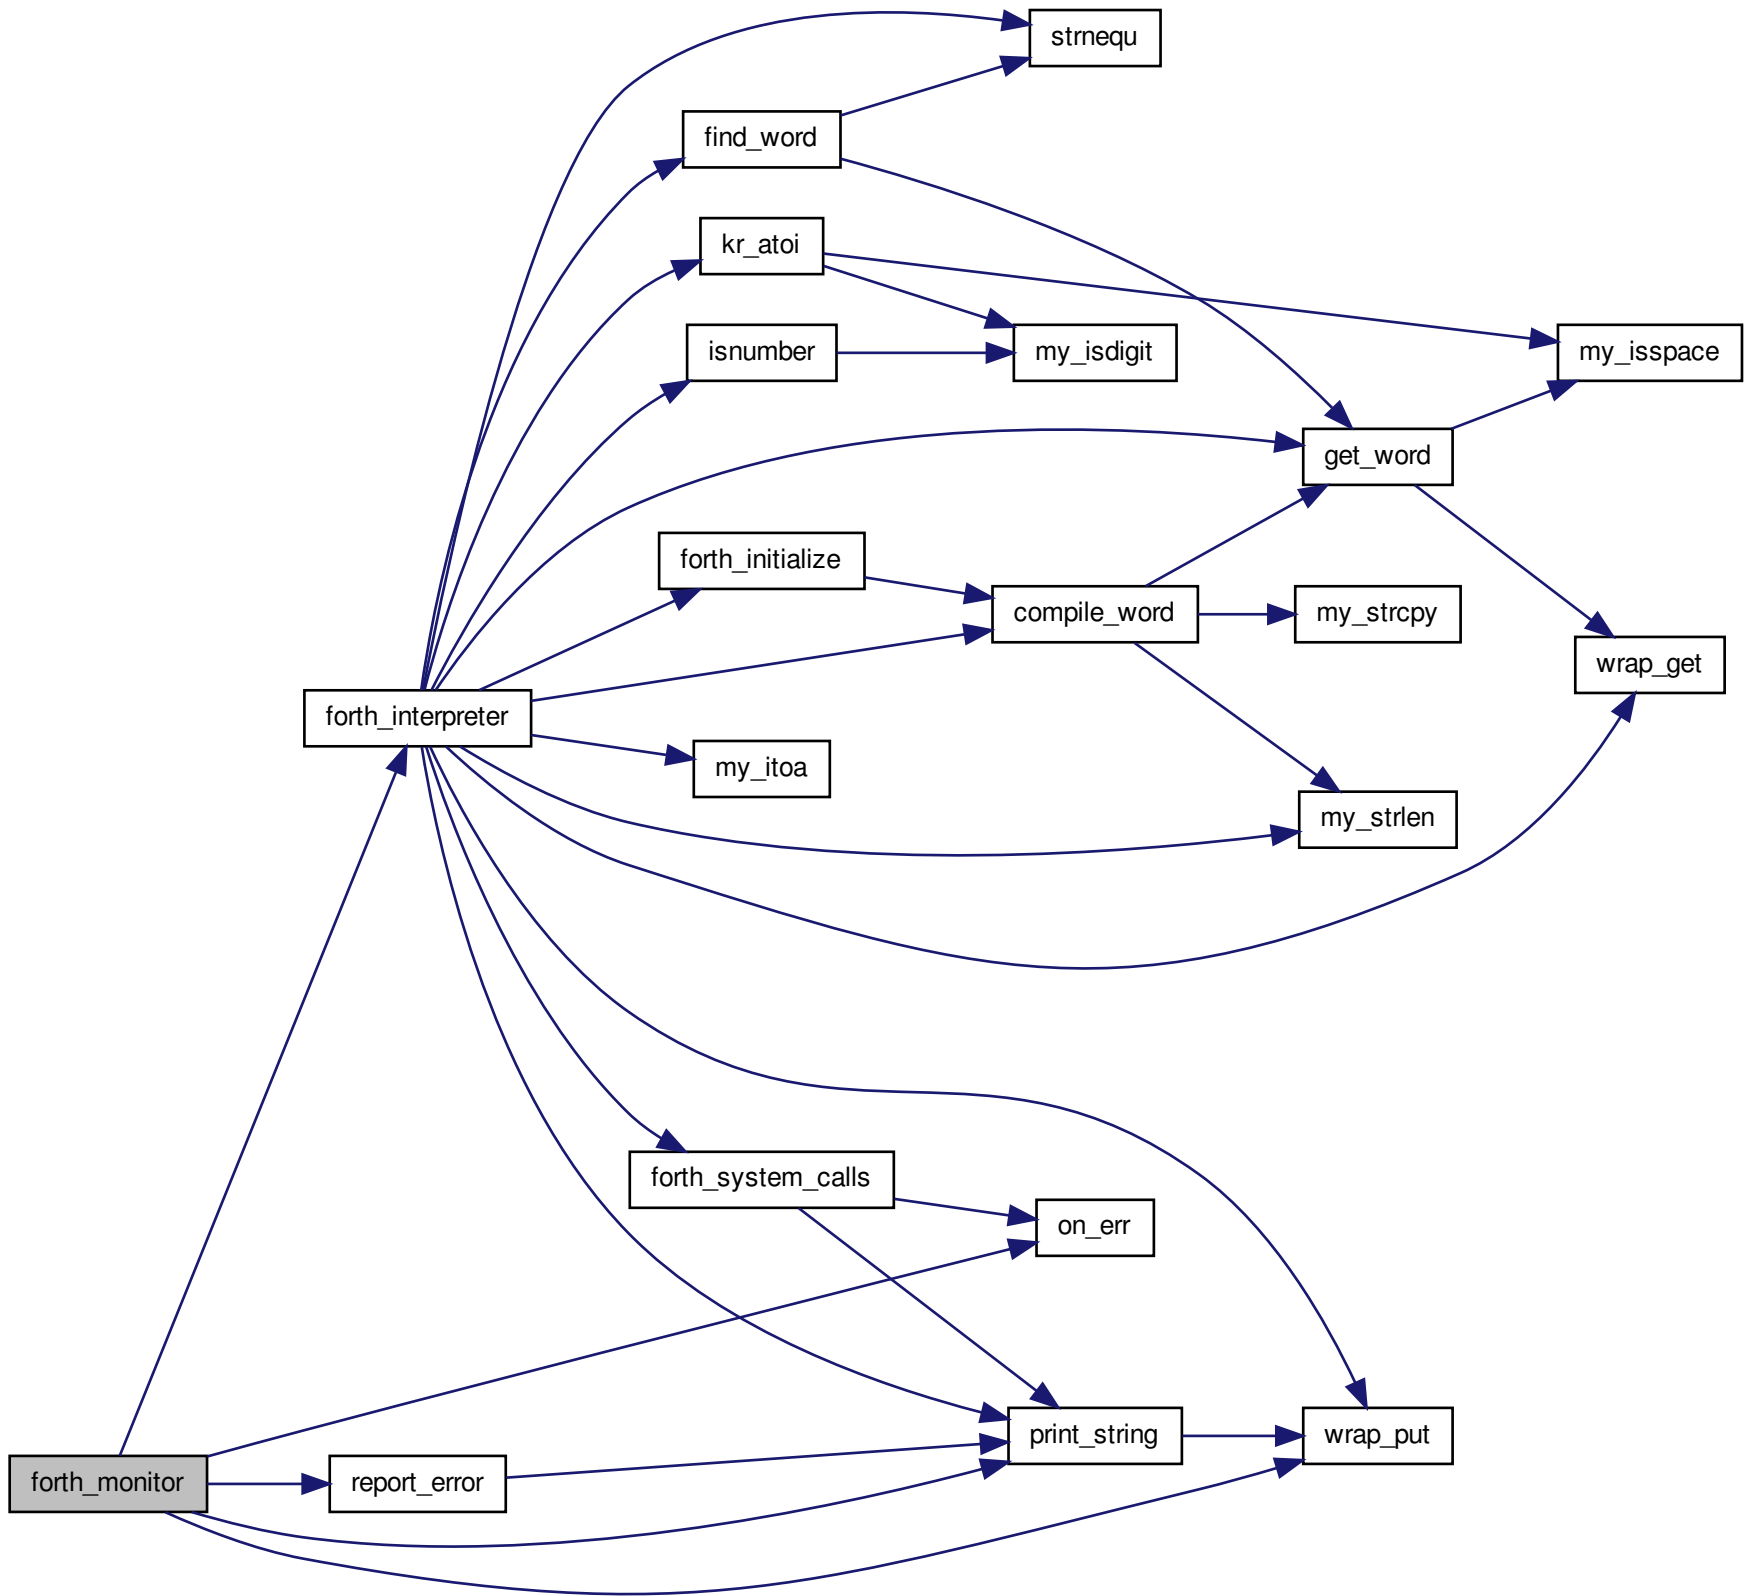 strnequ
find_word
kr_atoi
isnumber
my_isdigit
my_isspace
get_word
forth_initialize
compile_word
my_strcpy
wrap_get
forth_interpreter
my_itoa
my_strlen
forth_system_calls
on_err
print_string
wrap_put
forth_monitor
report_error